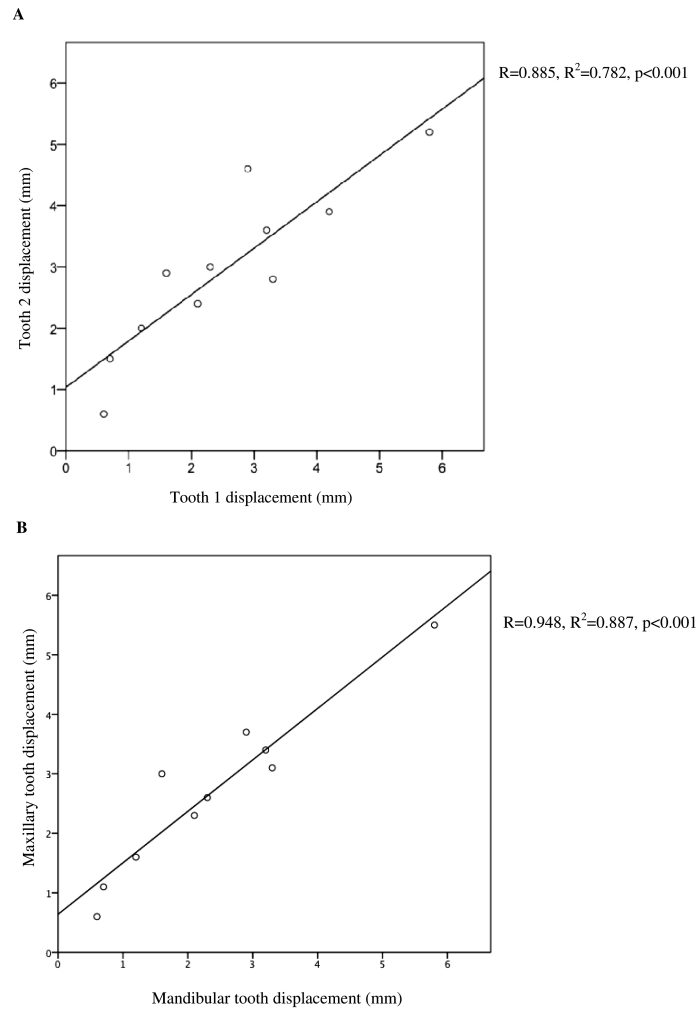 A
R=0.885, R²=0.782, p<0.001
6
5
4
3
2
1
0
Tooth 2 displacement (mm)
0 1 2 3 4 5 6
Tooth 1 displacement (mm)
B
R=0.948, R²=0.887, p<0.001
6
5
4
3
2
1
0
Maxillary tooth displacement (mm)
0 1 2 3 4 5 6
Mandibular tooth displacement (mm)